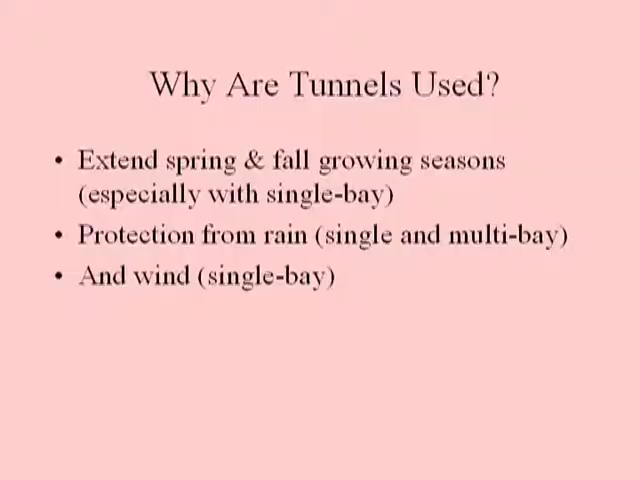 Why Are Tunnels Used?
• Extend spring & fall growing seasons
(especially with single-bay)
• Protection from rain (single and multi-bay)
• And wind (single-bay)